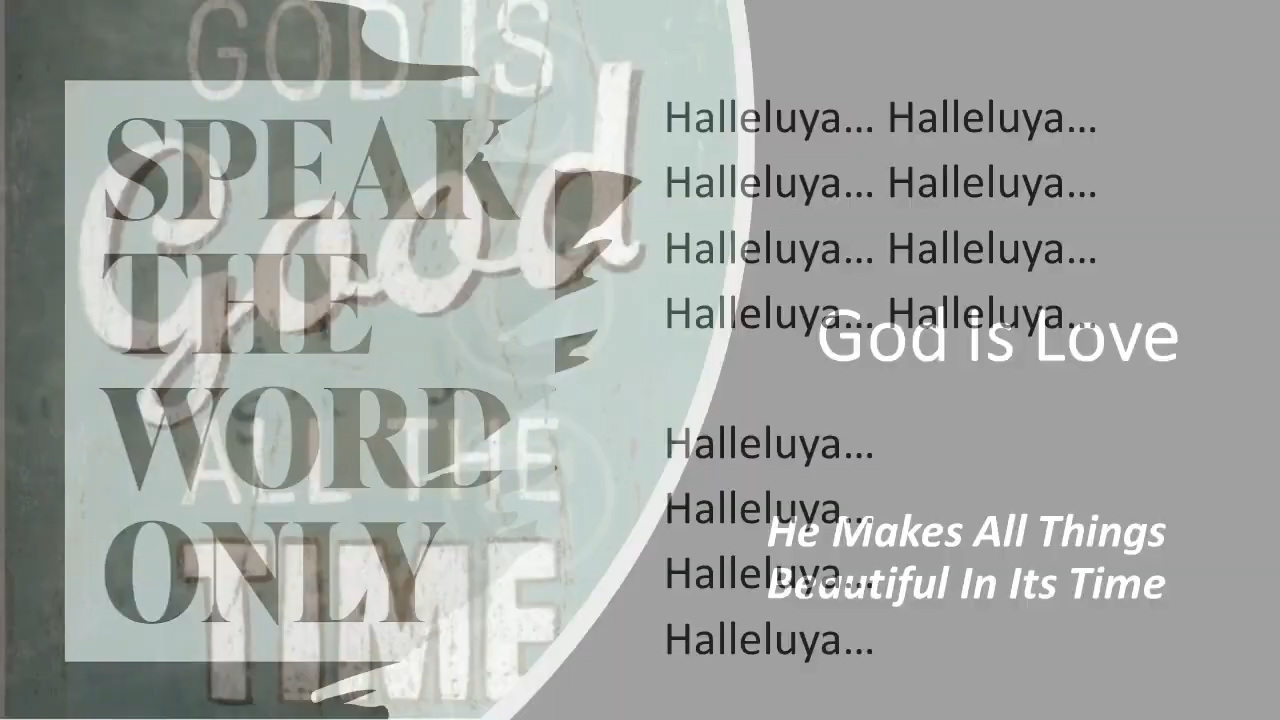 GOD IS
Good
ALL THE
TIME
SPEAK
THE
WORD
ONLY
Halleluya... Halleluya...
Halleluya... Halleluya...
Halleluya... Halleluya...
Halleluya... Halleluya...
God Is Love
Halleluya...
Halleluya...
Halleluya...
Halleluya...
He Makes All Things
Beautiful In Its Time